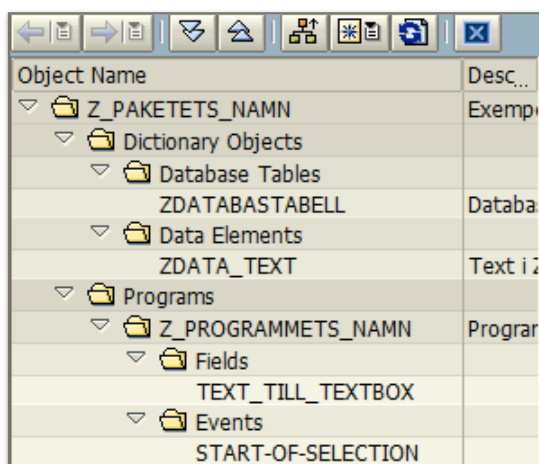 Object Name Desc...
Z_PAKETETS_NAMN Exempe
Dictionary Objects
Database Tables
ZDATABASTABELL Databa
Data Elements
ZDATA_TEXT Text i Z
Programs
Z_PROGRAMMETS_NAMN Program
Fields
TEXT_TILL_TEXTBOX
Events
START-OF-SELECTION